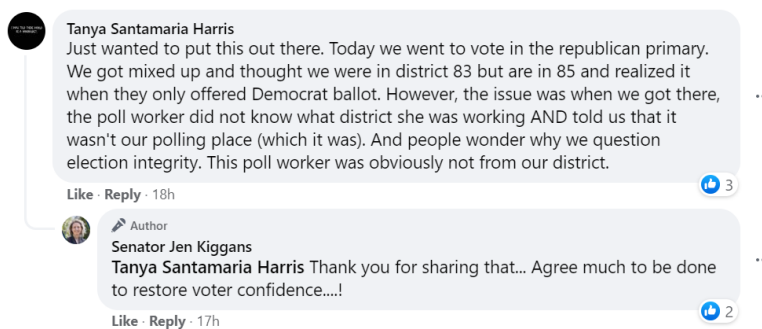 Tanya Santamaria Harris
Just wanted to put this out there. Today we went to vote in the republican primary.
We got mixed up and thought we were in district 83 but are in 85 and realized it
when they only offered Democrat ballot. However, the issue was when we got there,
the poll worker did not know what district she was working AND told us that it
wasn't our polling place (which it was). And people wonder why we question
election integrity. This poll worker was obviously not from our district.
Like · Reply · 18h
3
Author
Senator Jen Kiggans
Tanya Santamaria Harris Thank you for sharing that... Agree much to be done
to restore voter confidence....!
Like · Reply · 17h
2